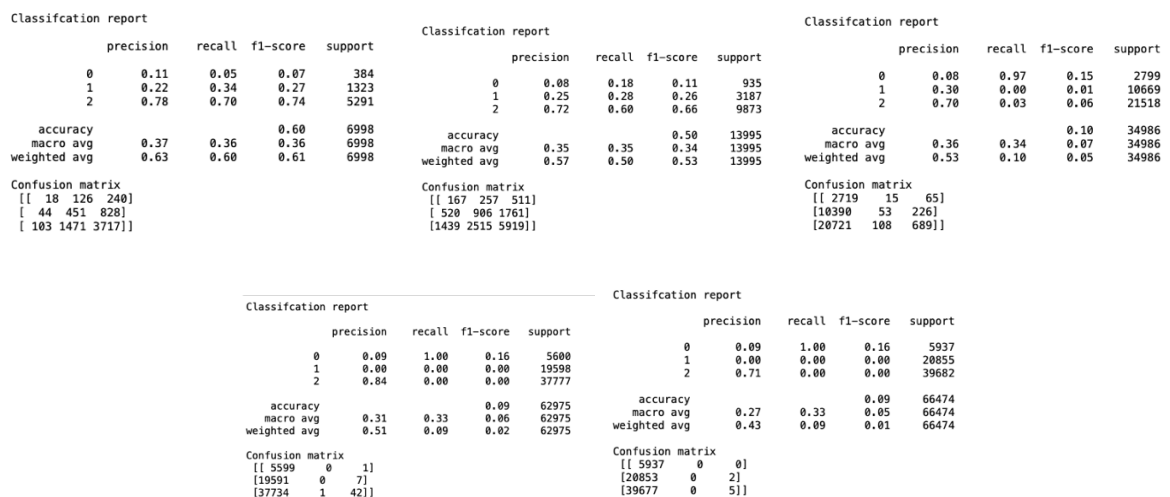 Classifcation report
precision recall f1-score support
0 0.11 0.05 0.07 384
1 0.22 0.34 0.27 1323
2 0.78 0.70 0.74 5291
accuracy 0.60 6998
macro avg 0.37 0.36 0.36 6998
weighted avg 0.63 0.60 0.61 6998
Confusion matrix
[[ 18 126 240]
[ 44 451 828]
[ 103 1471 3717]]
Classifcation report
precision recall f1-score support
0 0.08 0.18 0.11 935
1 0.25 0.28 0.26 3187
2 0.72 0.60 0.66 9873
accuracy 0.50 13995
macro avg 0.35 0.35 0.34 13995
weighted avg 0.57 0.50 0.53 13995
Confusion matrix
[[ 167 257 511]
[ 520 906 1761]
[1439 2515 5919]]
Classifcation report
precision recall f1-score support
0 0.08 0.97 0.15 2799
1 0.30 0.00 0.01 10669
2 0.70 0.03 0.06 21518
accuracy 0.10 34986
macro avg 0.36 0.34 0.07 34986
weighted avg 0.53 0.10 0.05 34986
Confusion matrix
[[ 2719 15 65]
[10390 53 226]
[20721 108 689]]
Classifcation report
precision recall f1-score support
0 0.09 1.00 0.16 5600
1 0.00 0.00 0.00 19598
2 0.84 0.00 0.00 37777
accuracy 0.09 62975
macro avg 0.31 0.33 0.06 62975
weighted avg 0.51 0.09 0.02 62975
Confusion matrix
[[ 5599 0 1]
[19591 0 7]
[37734 1 42]]
Classifcation report
precision recall f1-score support
0 0.09 1.00 0.16 5937
1 0.00 0.00 0.00 20855
2 0.71 0.00 0.00 39682
accuracy 0.09 66474
macro avg 0.27 0.33 0.05 66474
weighted avg 0.43 0.09 0.01 66474
Confusion matrix
[[ 5937 0 0]
[20853 0 2]
[39677 0 5]]